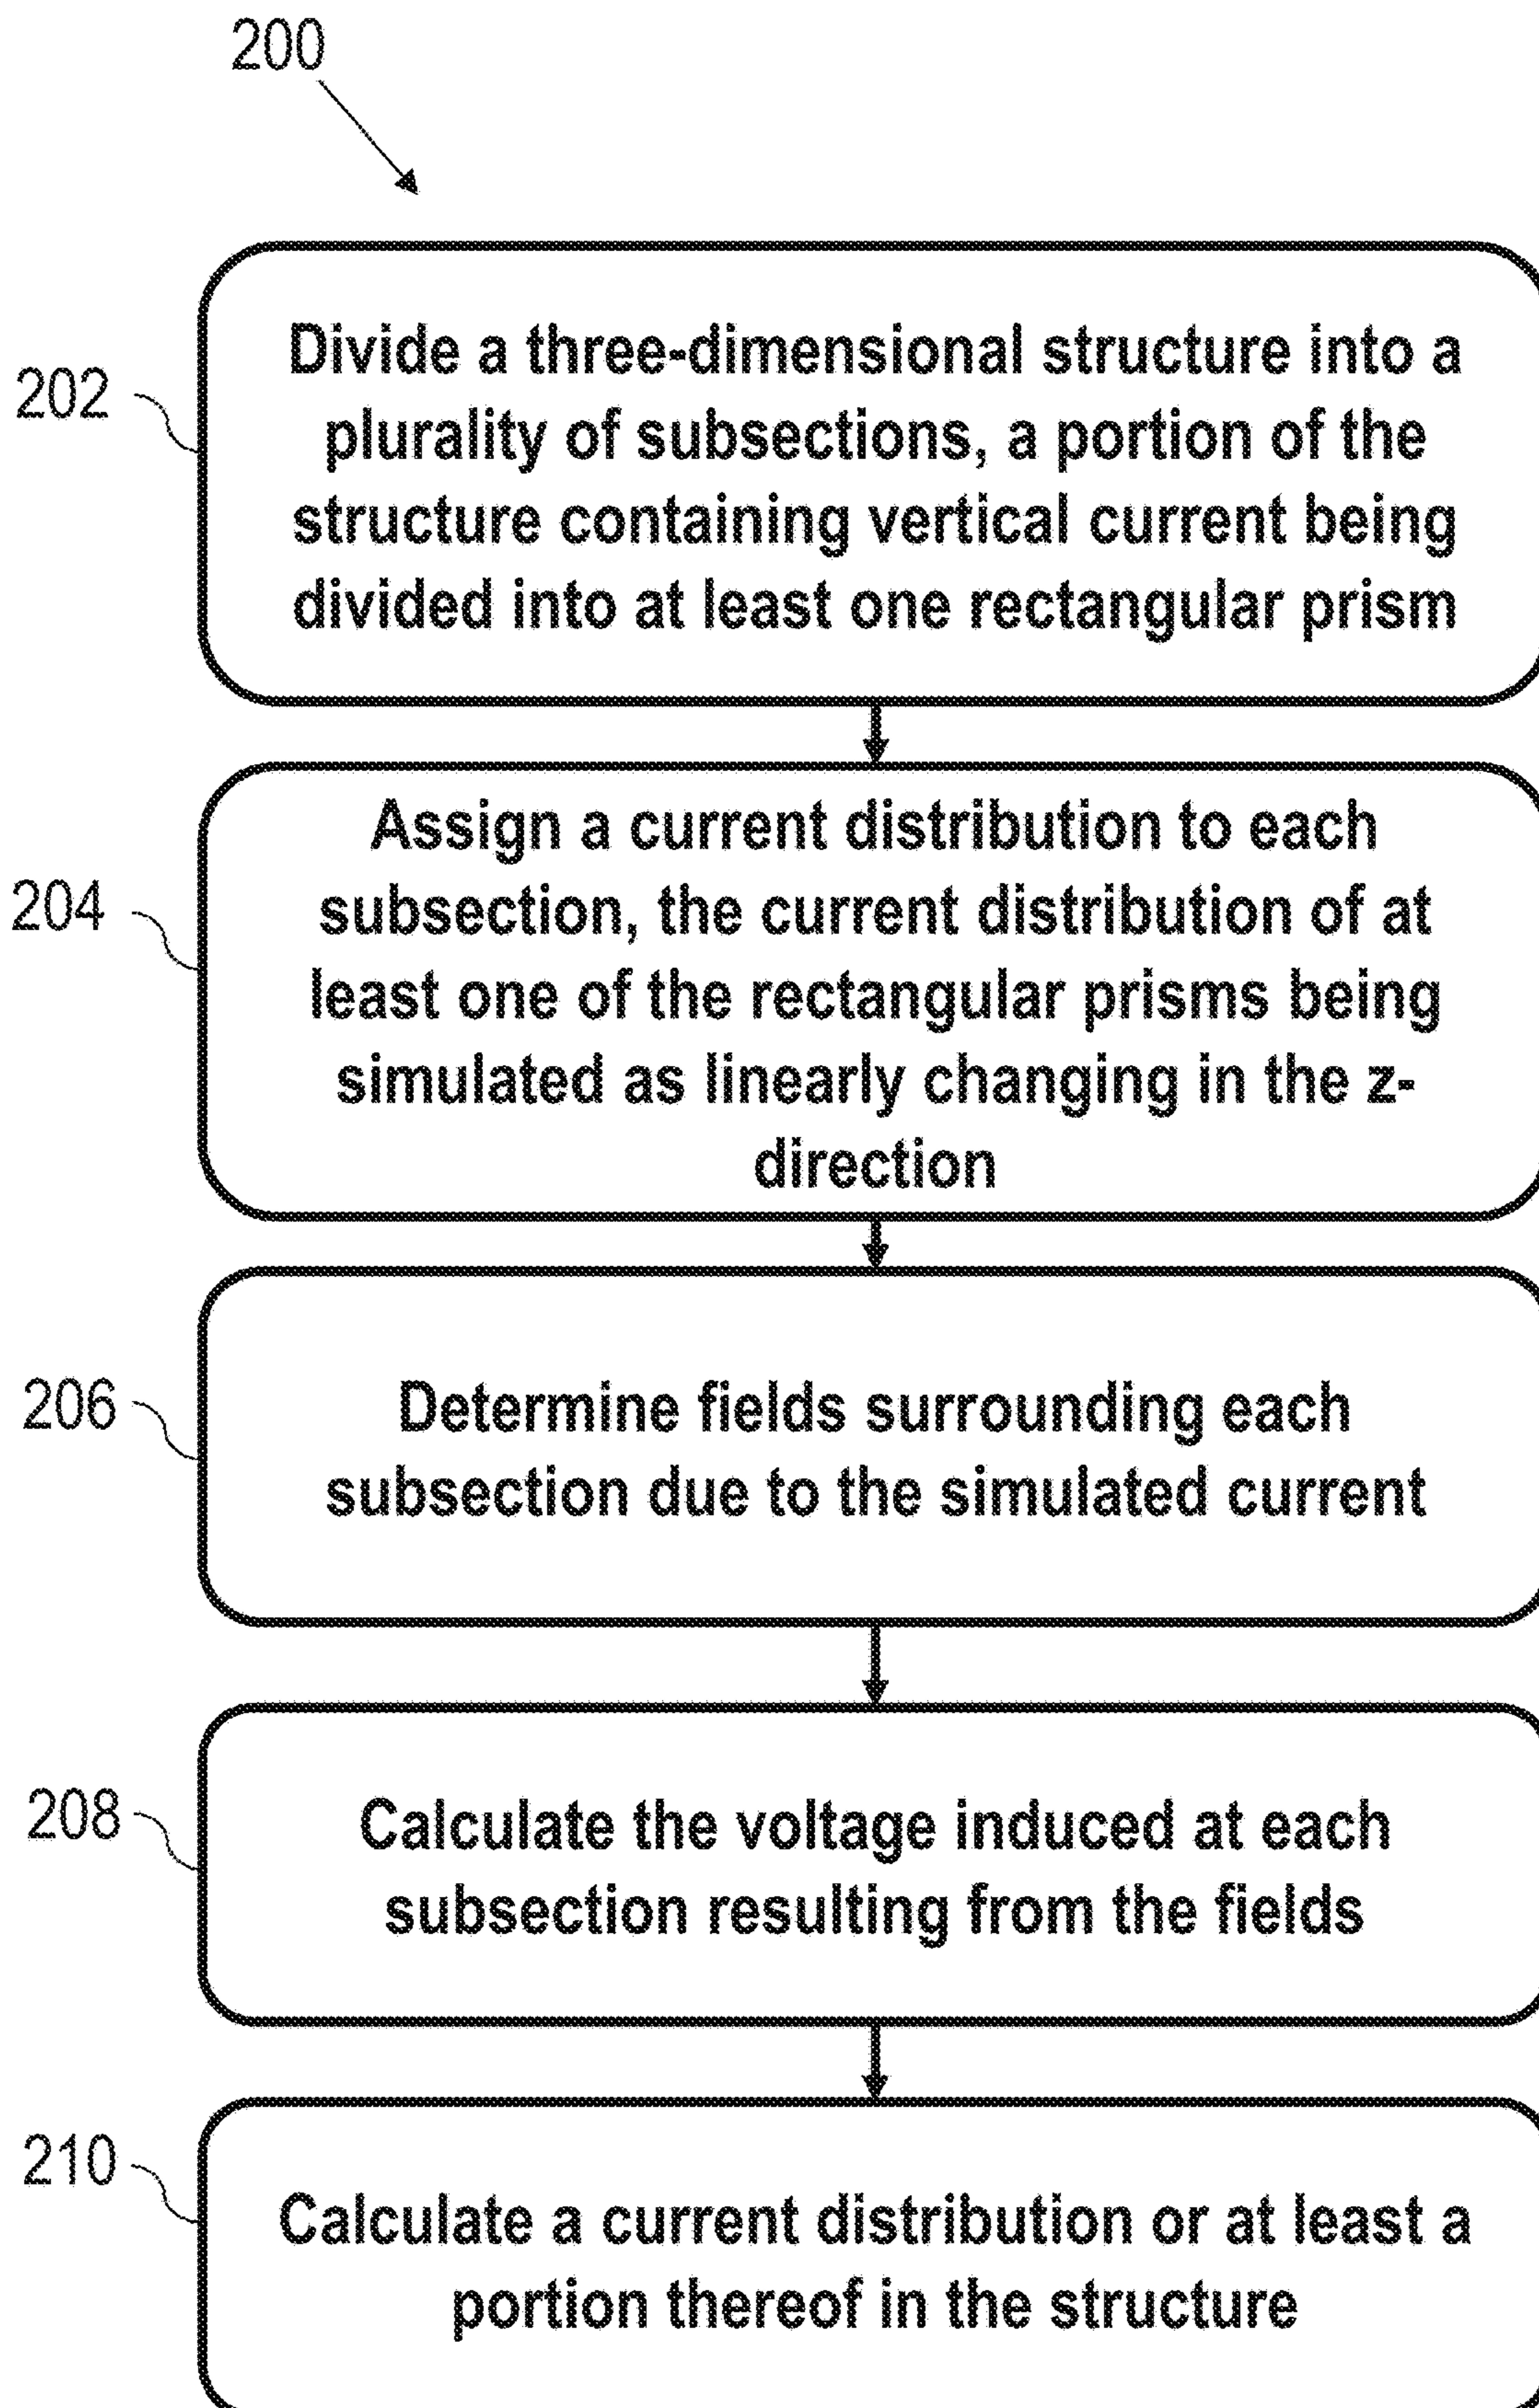 200
202
Divide a three-dimensional structure into a
plurality of subsections, a portion of the
structure containing vertical current being
divided into at least one rectangular prism
204
Assign a current distribution to each
subsection, the current distribution of at
least one of the rectangular prisms being
simulated as linearly changing in the z-
direction
206
Determine fields surrounding each
subsection due to the simulated current
208
Calculate the voltage induced at each
subsection resulting from the fields
210
Calculate a current distribution or at least a
portion thereof in the structure